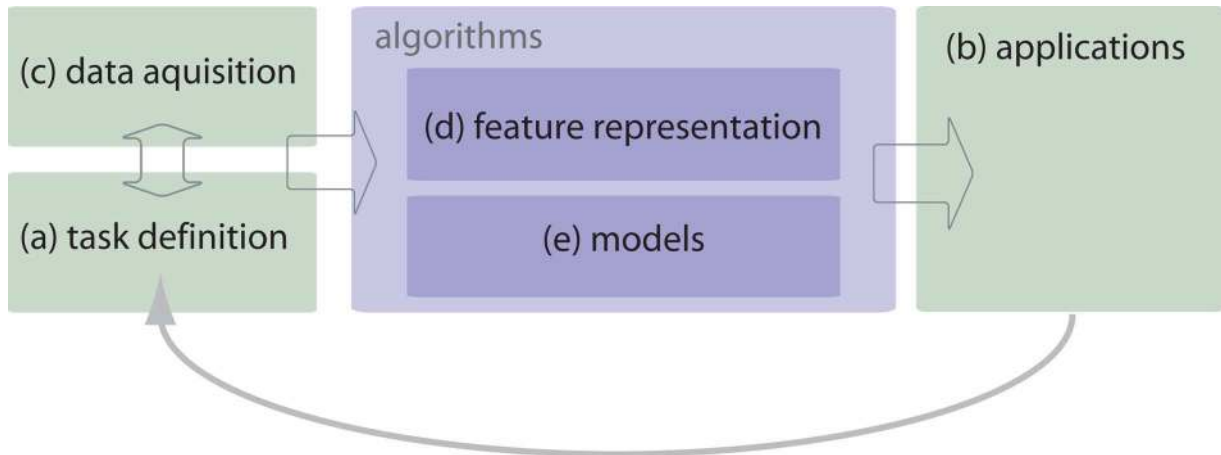 (c) data aquisition
(a) task definition
algorithms
(d) feature representation
(e) models
(b) applications